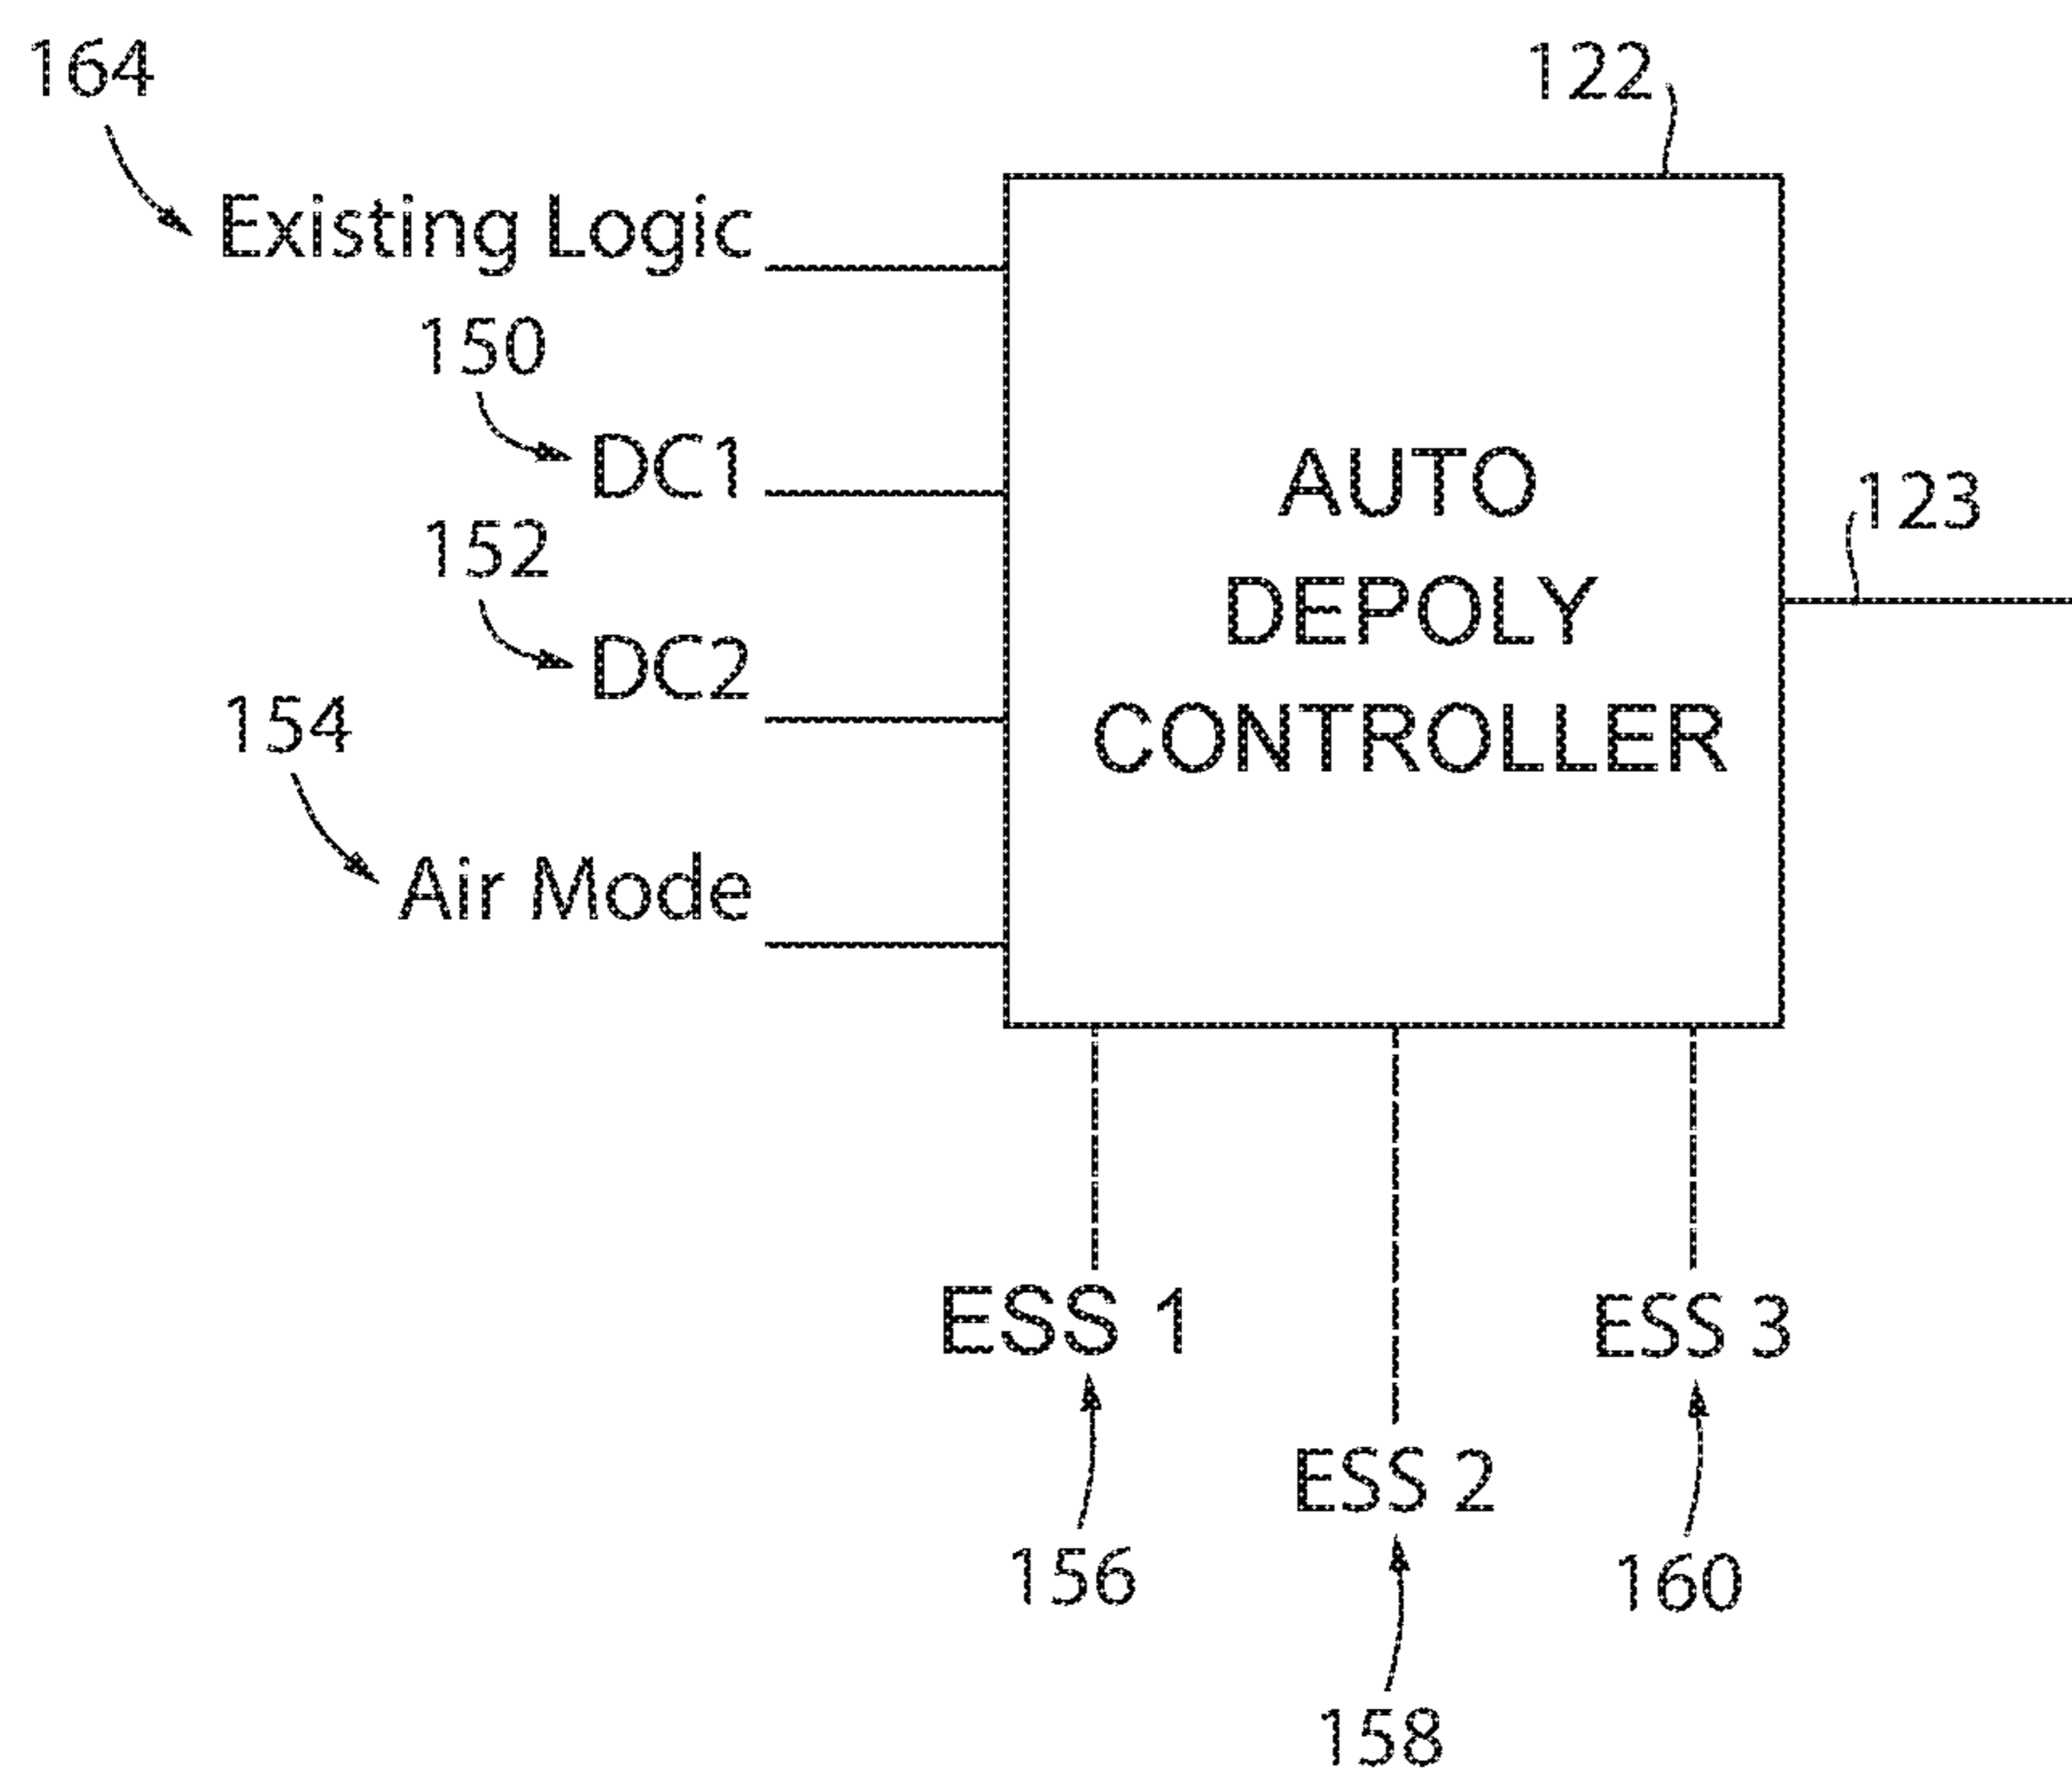 164
122
Existing Logic
150
DC1
152
DC2
154
Air Mode
AUTO
DEPOLY
CONTROLLER
123
ESS 1
ESS 3
ESS 2
156
160
158